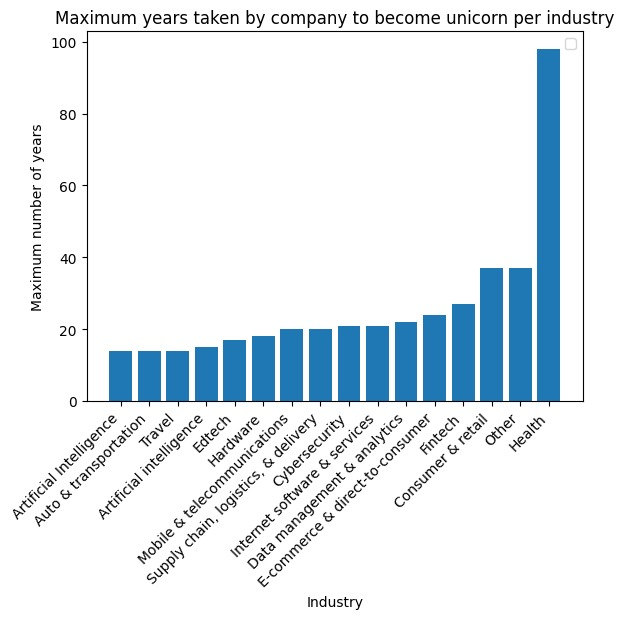 Maximum years taken by company to become unicorn per industry
100
80
60
40
20
0
Maximum number of years
Artificial Intelligence
Auto & transportation
Travel
Artificial intelligence
Edtech
Hardware
Mobile & telecommunications
Supply chain, logistics, & delivery
Cybersecurity
Internet software & services
Data management & analytics
E-commerce & direct-to-consumer
Fintech
Consumer & retail
Other
Health
Industry